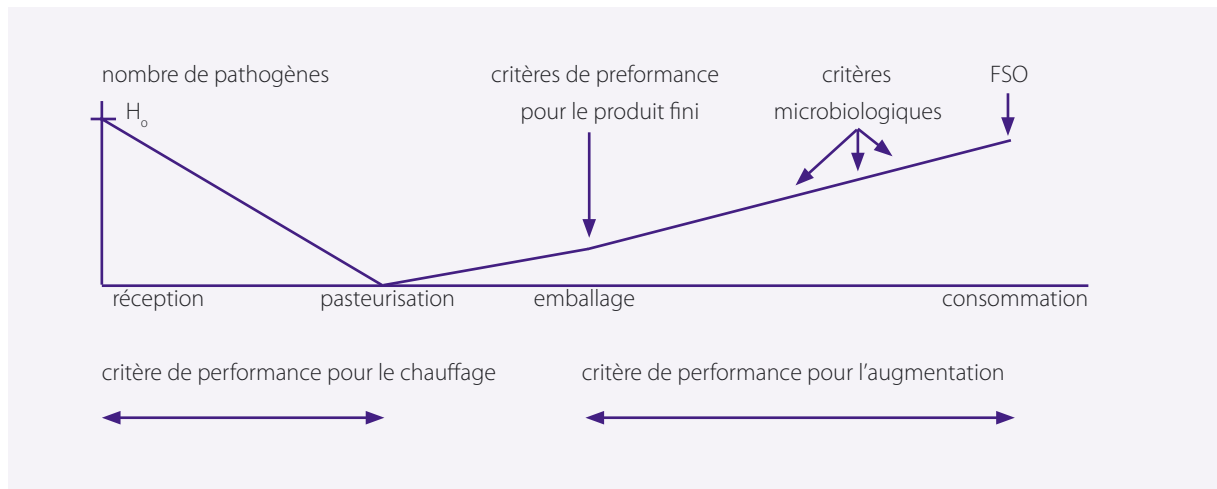 nombre de pathogènes
H₀
critères de preformance
pour le produit fini
critères
microbiologiques
FSO
réception
pasteurisation
emballage
consommation
critère de performance pour le chauffage
critère de performance pour l'augmentation